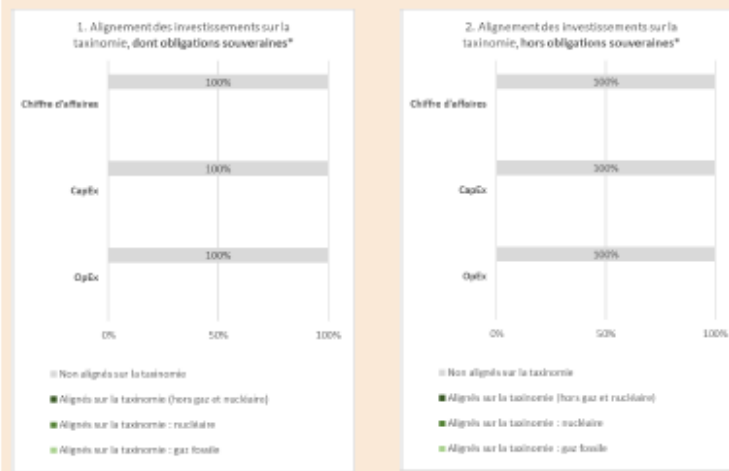 1. Alignement des investissements sur la
taxinomie, dont obligations souveraines*
100%
Chiffre d'affaires
100%
CapEx
100%
OpEx
0% 50% 100%
Non alignés sur la taxinomie
Alignés sur la taxinomie (hors gaz et nucléaire)
Alignés sur la taxinomie : nucléaire
Alignés sur la taxinomie : gaz fossile
2. Alignement des investissements sur la
taxinomie, hors obligations souveraines*
100%
Chiffre d'affaires
100%
CapEx
100%
OpEx
0% 50% 100%
Non alignés sur la taxinomie
Alignés sur la taxinomie (hors gaz et nucléaire)
Alignés sur la taxinomie : nucléaire
Alignés sur la taxinomie : gaz fossile